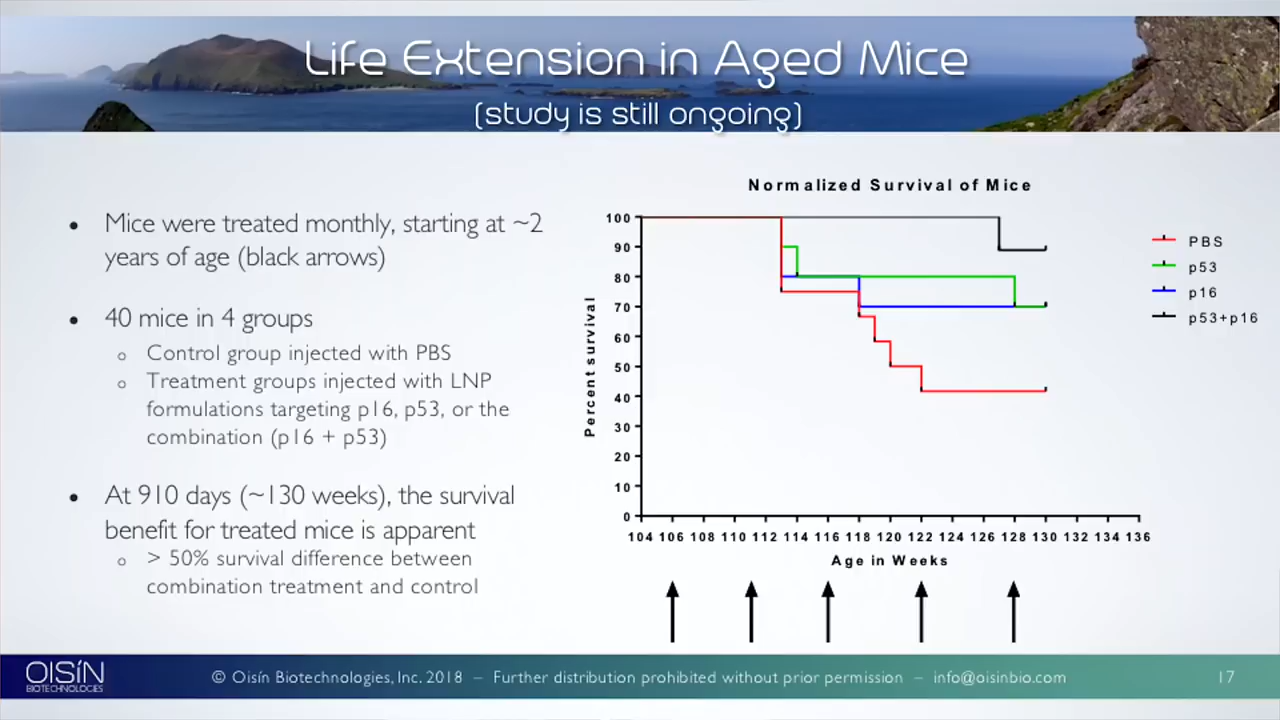 Life Extension in Aged Mice
(study is still ongoing)
• Mice were treated monthly, starting at ~2
years of age (black arrows)
• 40 mice in 4 groups
o Control group injected with PBS
o Treatment groups injected with LNP
formulations targeting p16, p53, or the
combination (p16 + p53)
• At 910 days (~130 weeks), the survival
benefit for treated mice is apparent
o > 50% survival difference between
combination treatment and control
Normalized Survival of Mice
Percent survival
100
90
80
70
60
50
40
30
20
10
0
104 106 108 110 112 114 116 118 120 122 124 126 128 130 132 134 136
Age in Weeks
PBS
p53
p16
p53+p16
OISÍN
BIOTECHNOLOGIES
© Oisín Biotechnologies, Inc. 2018 – Further distribution prohibited without prior permission – info@oisinbio.com
17